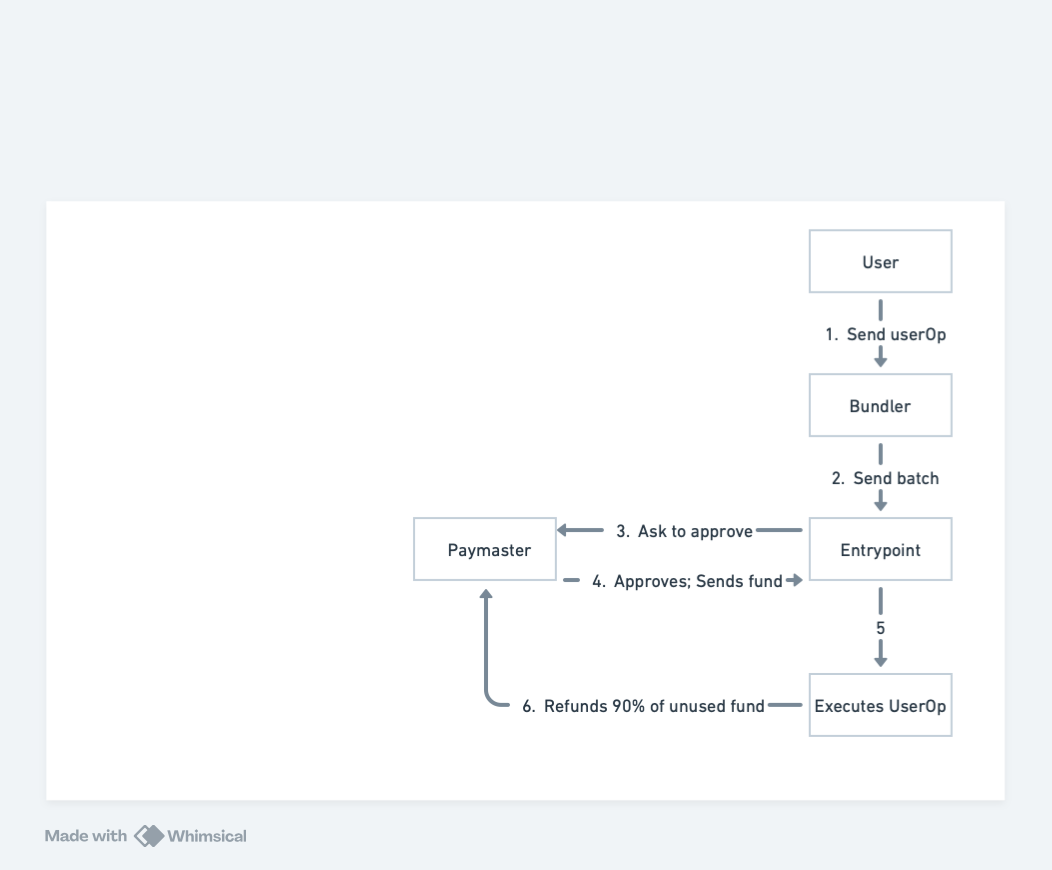 User
1. Send userOp
Bundler
2. Send batch
3. Ask to approve
Paymaster
Entrypoint
4. Approves; Sends fund
5
6. Refunds 90% of unused fund
Executes UserOp
Made with Whimsical